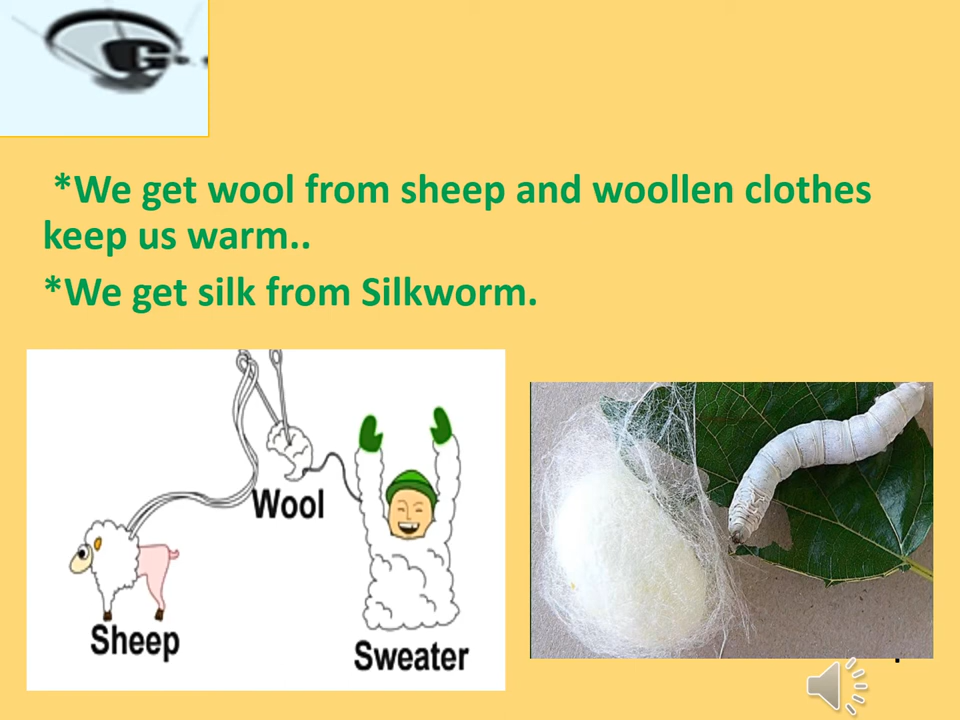 *We get wool from sheep and woollen clothes
keep us warm..
*We get silk from Silkworm.
Wool
Sheep
Sweater